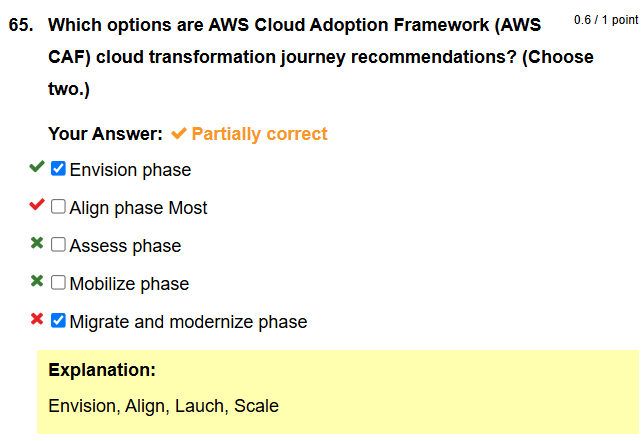 65. Which options are AWS Cloud Adoption Framework (AWS 0.6 / 1 point
CAF) cloud transformation journey recommendations? (Choose
two.)
Your Answer: Partially correct
Envision phase
Align phase Most
Assess phase
Mobilize phase
Migrate and modernize phase
Explanation:
Envision, Align, Lauch, Scale